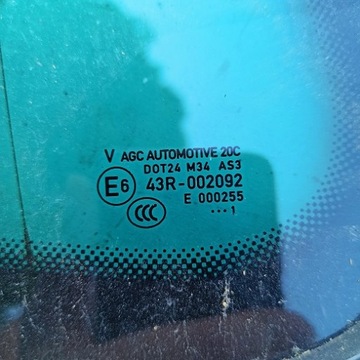 V AGC AUTOMOTIVE 20C
DOT24 M34 AS3
E6 43R-002092
E 000255
CCC
•••1